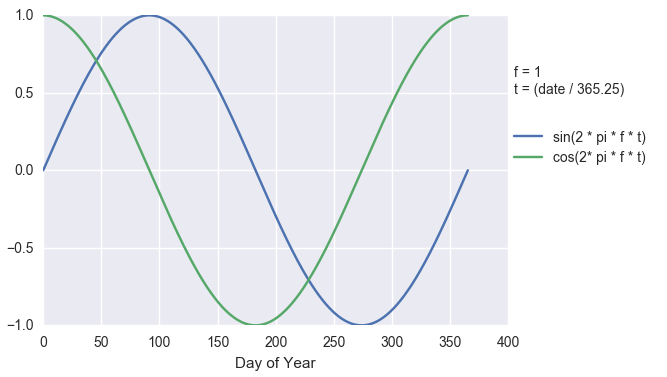 1.0
0.5
0.0
−0.5
−1.0
0 50 100 150 200 250 300 350 400
Day of Year
f = 1
t = (date / 365.25)
sin(2 * pi * f * t)
cos(2* pi * f * t)